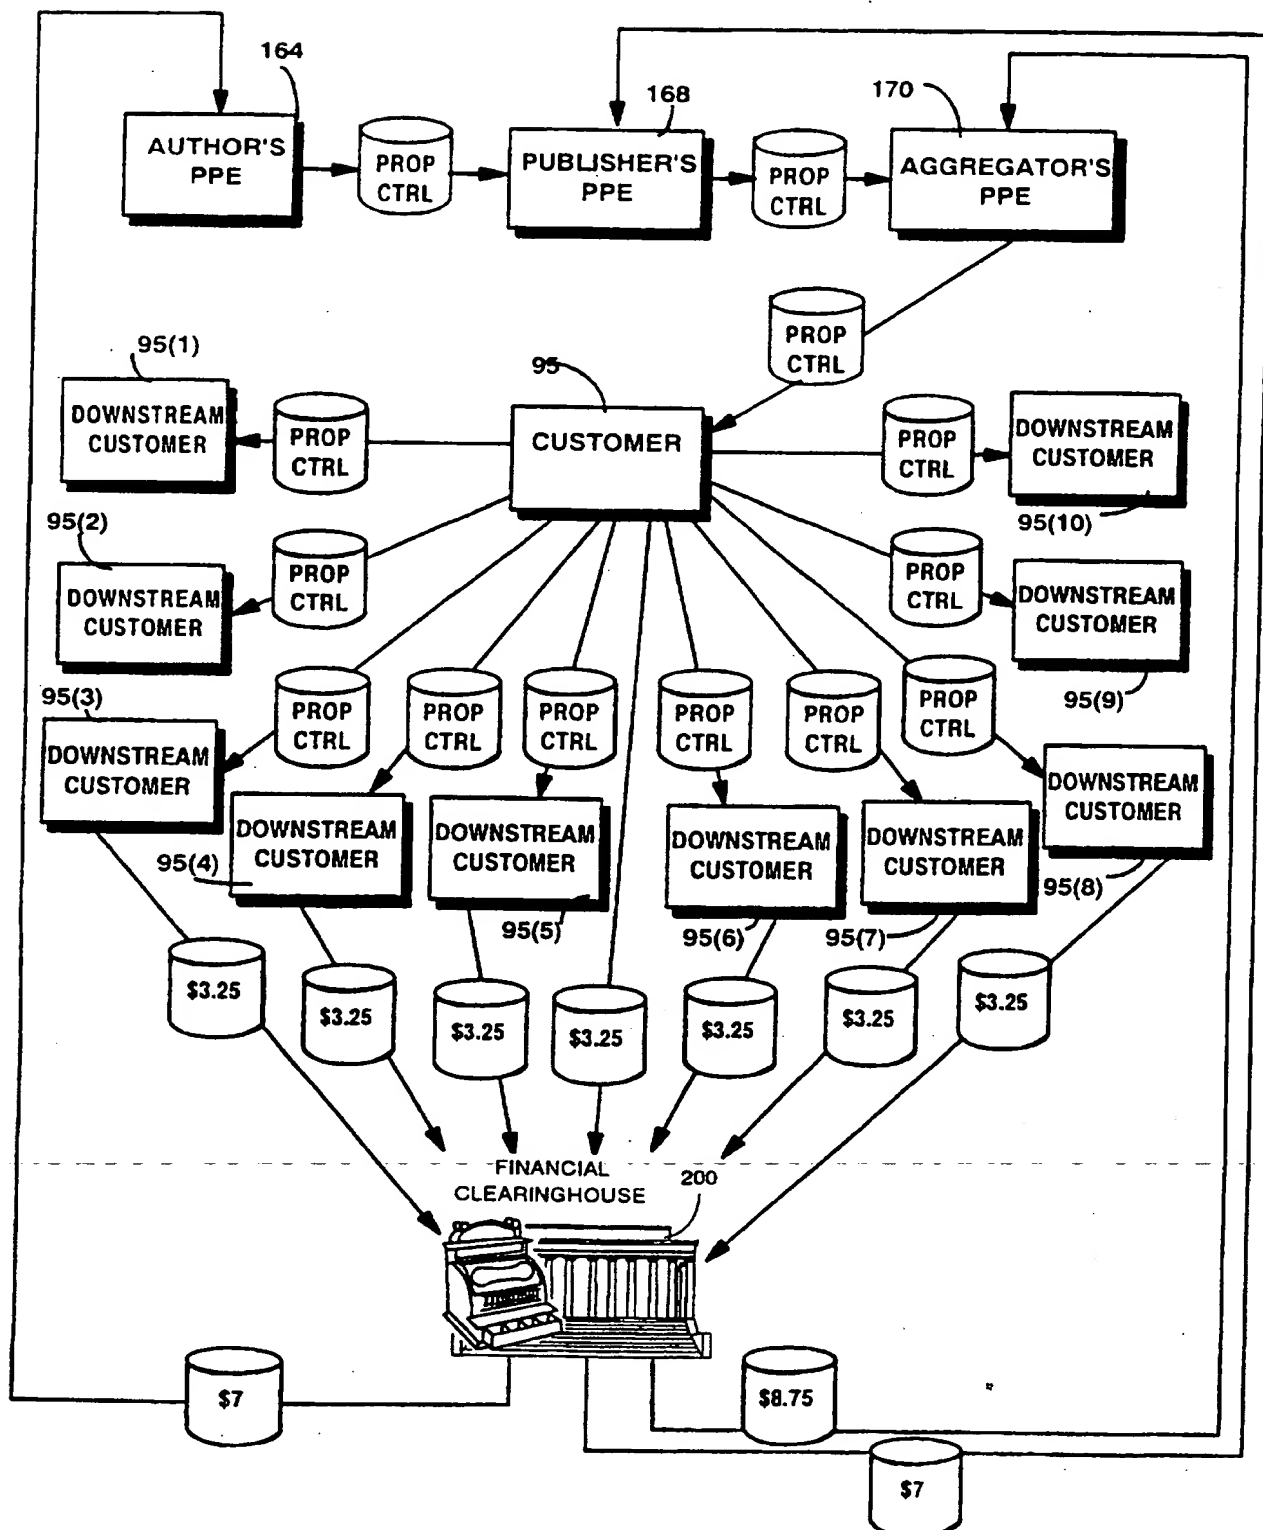 164
168
170
AUTHOR'S
PPE
PROP
CTRL
PUBLISHER'S
PPE
PROP
CTRL
AGGREGATOR'S
PPE
PROP
CTRL
95(1)
95
DOWNSTREAM
CUSTOMER
PROP
CTRL
CUSTOMER
PROP
CTRL
DOWNSTREAM
CUSTOMER
95(10)
95(2)
DOWNSTREAM
CUSTOMER
PROP
CTRL
PROP
CTRL
DOWNSTREAM
CUSTOMER
95(9)
95(3)
DOWNSTREAM
CUSTOMER
PROP
CTRL
PROP
CTRL
PROP
CTRL
PROP
CTRL
PROP
CTRL
PROP
CTRL
DOWNSTREAM
CUSTOMER
95(8)
DOWNSTREAM
CUSTOMER
95(4)
DOWNSTREAM
CUSTOMER
95(5)
DOWNSTREAM
CUSTOMER
95(6)
DOWNSTREAM
CUSTOMER
95(7)
$3.25
$3.25
$3.25
$3.25
$3.25
$3.25
$3.25
FINANCIAL
CLEARINGHOUSE
200
$7
$8.75
$7